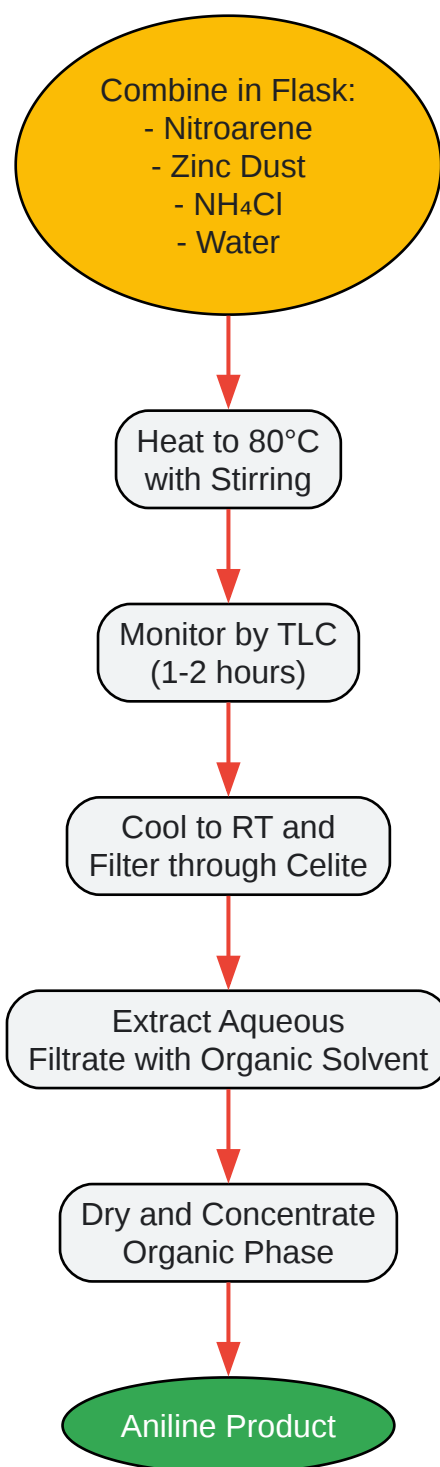 Combine in Flask:
- Nitroarene
- Zinc Dust
- NH₄Cl
- Water
Heat to 80°C
with Stirring
Monitor by TLC
(1-2 hours)
Cool to RT and
Filter through Celite
Extract Aqueous
Filtrate with Organic Solvent
Dry and Concentrate
Organic Phase
Aniline Product